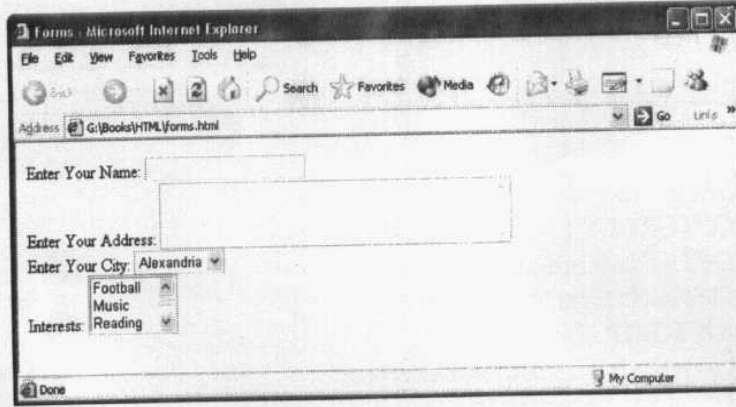 Forms - Microsoft Internet Explorer
File Edit View Favorites Tools Help
Back Search Favorites Media
Address G:\Books\HTML\forms.html Go Links »
Enter Your Name:
Enter Your Address:
Enter Your City: Alexandria
Football
Music
Interests: Reading
Done My Computer